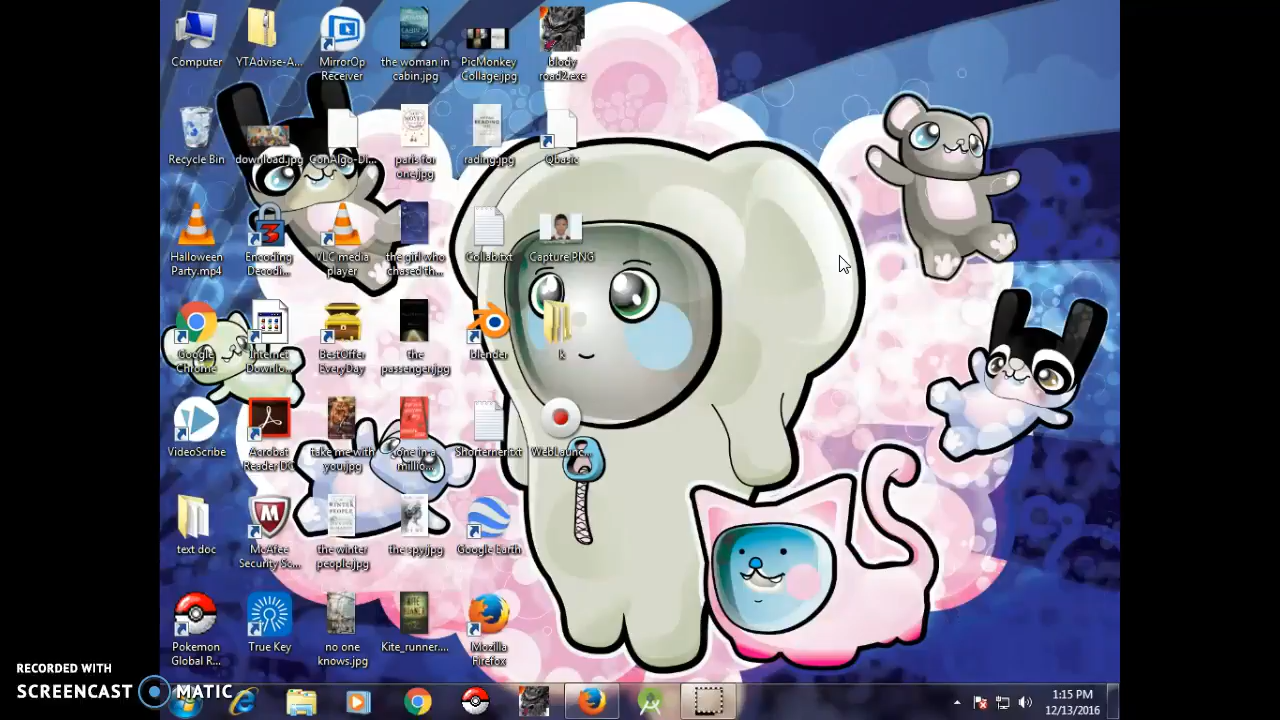 Computer
YTAdvise-A...
MirrorOp
Receiver
the woman in
cabin.jpg
PicMonkey
Collage.jpg
blody
road2.exe
Recycle Bin
download.jpg
ConAlgo-Di...
paris for
one.jpg
rading.jpg
Qbasic
Halloween
Party.mp4
Encoding
Decodi...
VLC media
player
the girl who
chased th...
Collab.txt
Capture.PNG
Google
Chrome
Internet
Downlo...
BestOffer
EveryDay
the
passenger.jpg
blender
k
VideoScribe
Acrobat
Reader DC
take me with
you.jpg
one in a
millio...
Shortener.txt
WebLaunc...
text doc
McAfee
Security Sc...
the winter
people.jpg
the spy.jpg
Google Earth
Pokemon
Global R...
True Key
no one
knows.jpg
Kite_runner....
Mozilla
Firefox
RECORDED WITH
SCREENCAST MATIC
1:15 PM
12/13/2016